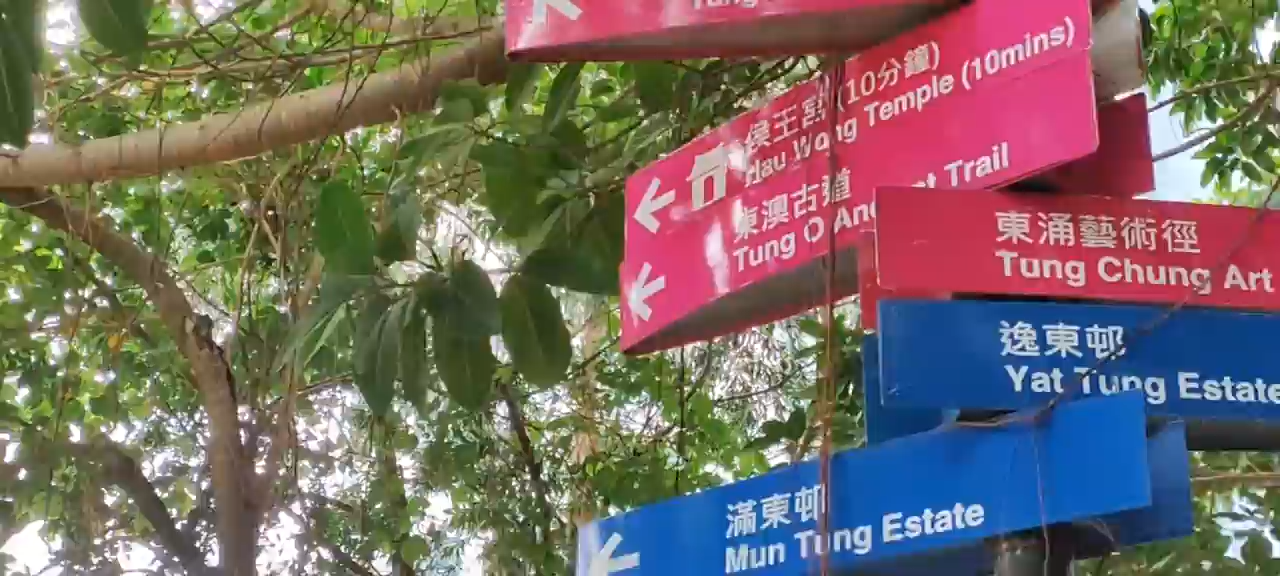 Tung
侯王宮 (10分鐘)
Hau Wong Temple (10mins)
東澳古道
Tung O An t Trail
東涌藝術徑
Tung Chung Art
逸東邨
Yat Tung Estate
滿東邨
Mun Tung Estate